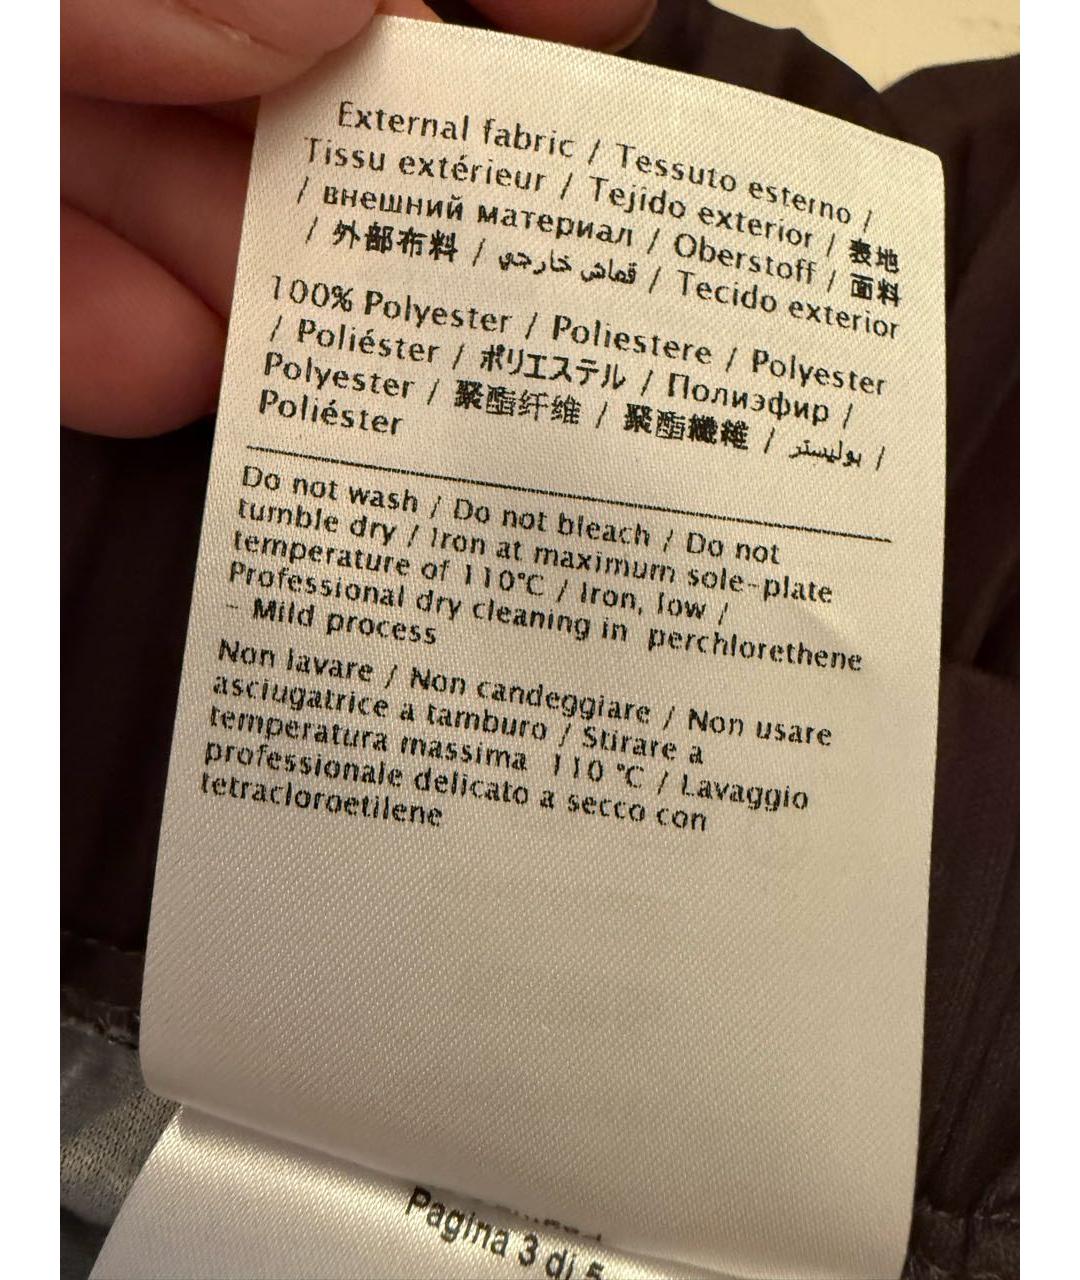 External fabric / Tessuto esterno /
Tissu extérieur / Tejido exterior / 表地
/ внешний материал / Oberstoff / 面料
/ 外部布料 / قماش خارجي / Tecido exterior
100% Polyester / Poliestere / Polyester
/ Poliéster / ポリエステル / Полиэфир /
Polyester / 聚酯纤维 / 聚酯纖維 / بوليستر /
Poliéster
Do not wash / Do not bleach / Do not
tumble dry / Iron at maximum sole-plate
temperature of 110°C / Iron, low /
Professional dry cleaning in perchlorethene
- Mild process
Non lavare / Non candeggiare / Non usare
asciugatrice a tamburo / Stirare a
temperatura massima 110 °C / Lavaggio
professionale delicato a secco con
tetracloroetilene
Pagina 3 di 5